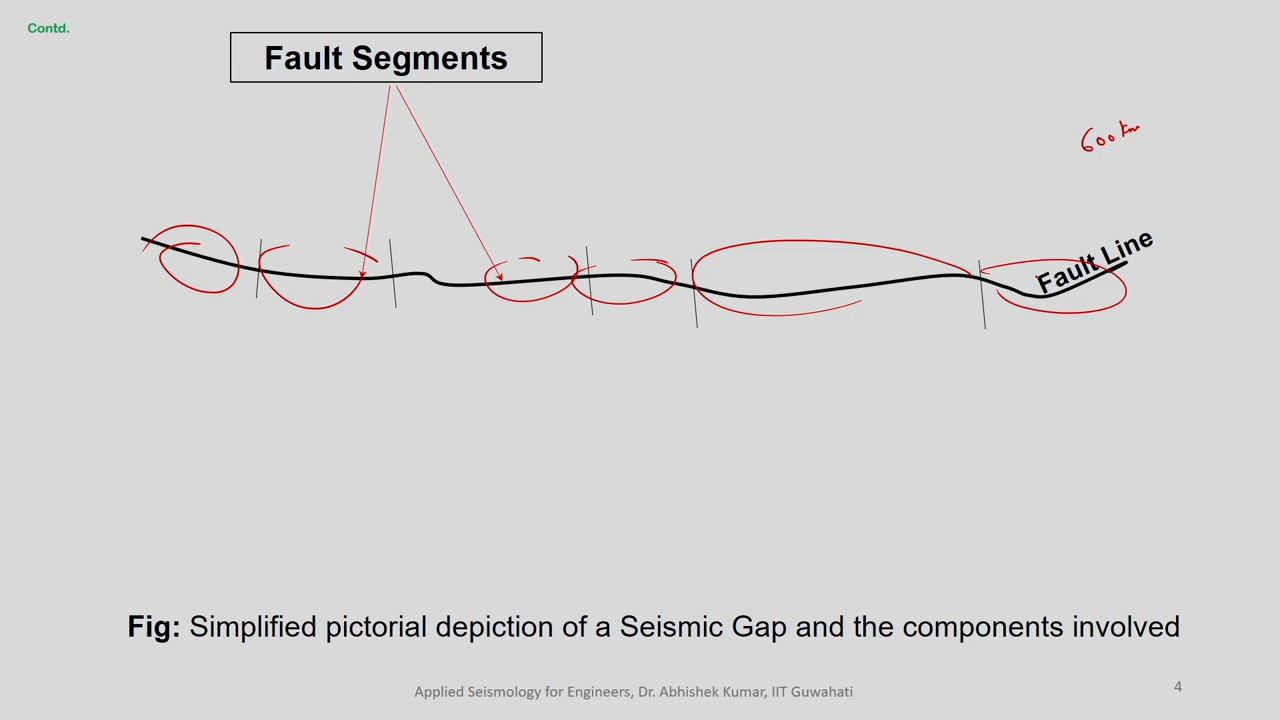 Contd.
Fault Segments
600 km
Fault Line
Fig: Simplified pictorial depiction of a Seismic Gap and the components involved
Applied Seismology for Engineers, Dr. Abhishek Kumar, IIT Guwahati
4